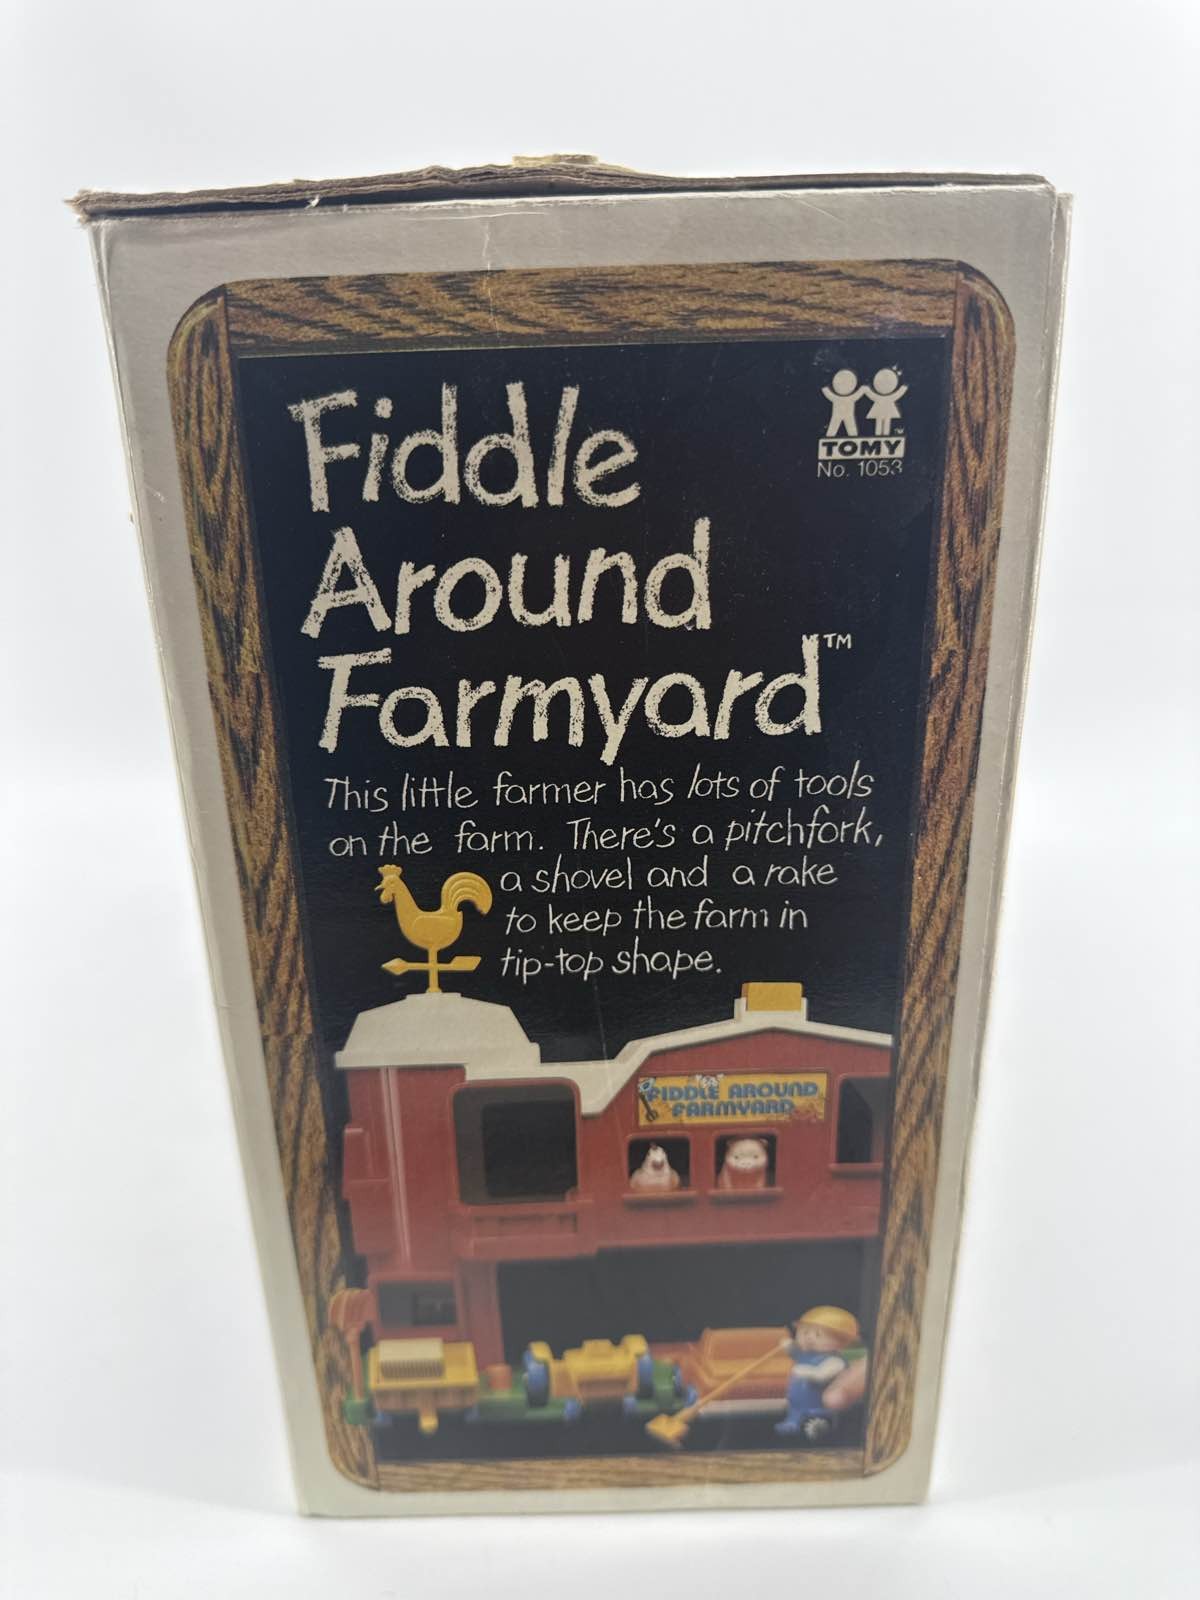 Fiddle
Around
Farmyard™
TOMY™
No. 1053
This little farmer has lots of tools
on the farm. There's a pitchfork,
a shovel and a rake
to keep the farm in
tip-top shape.
FIDDLE AROUND
FARMYARD